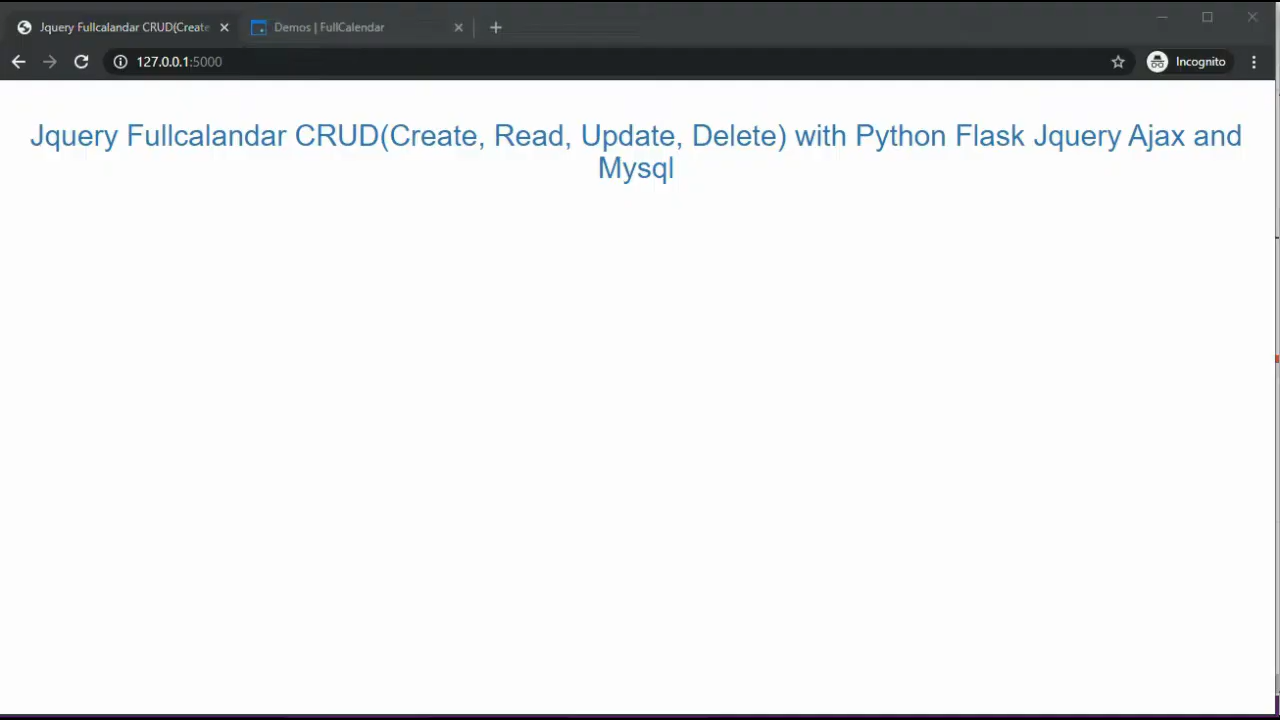 Jquery Fullcalandar CRUD(Create
Demos | FullCalendar
127.0.0.1:5000
Incognito
Jquery Fullcalandar CRUD(Create, Read, Update, Delete) with Python Flask Jquery Ajax and
Mysql